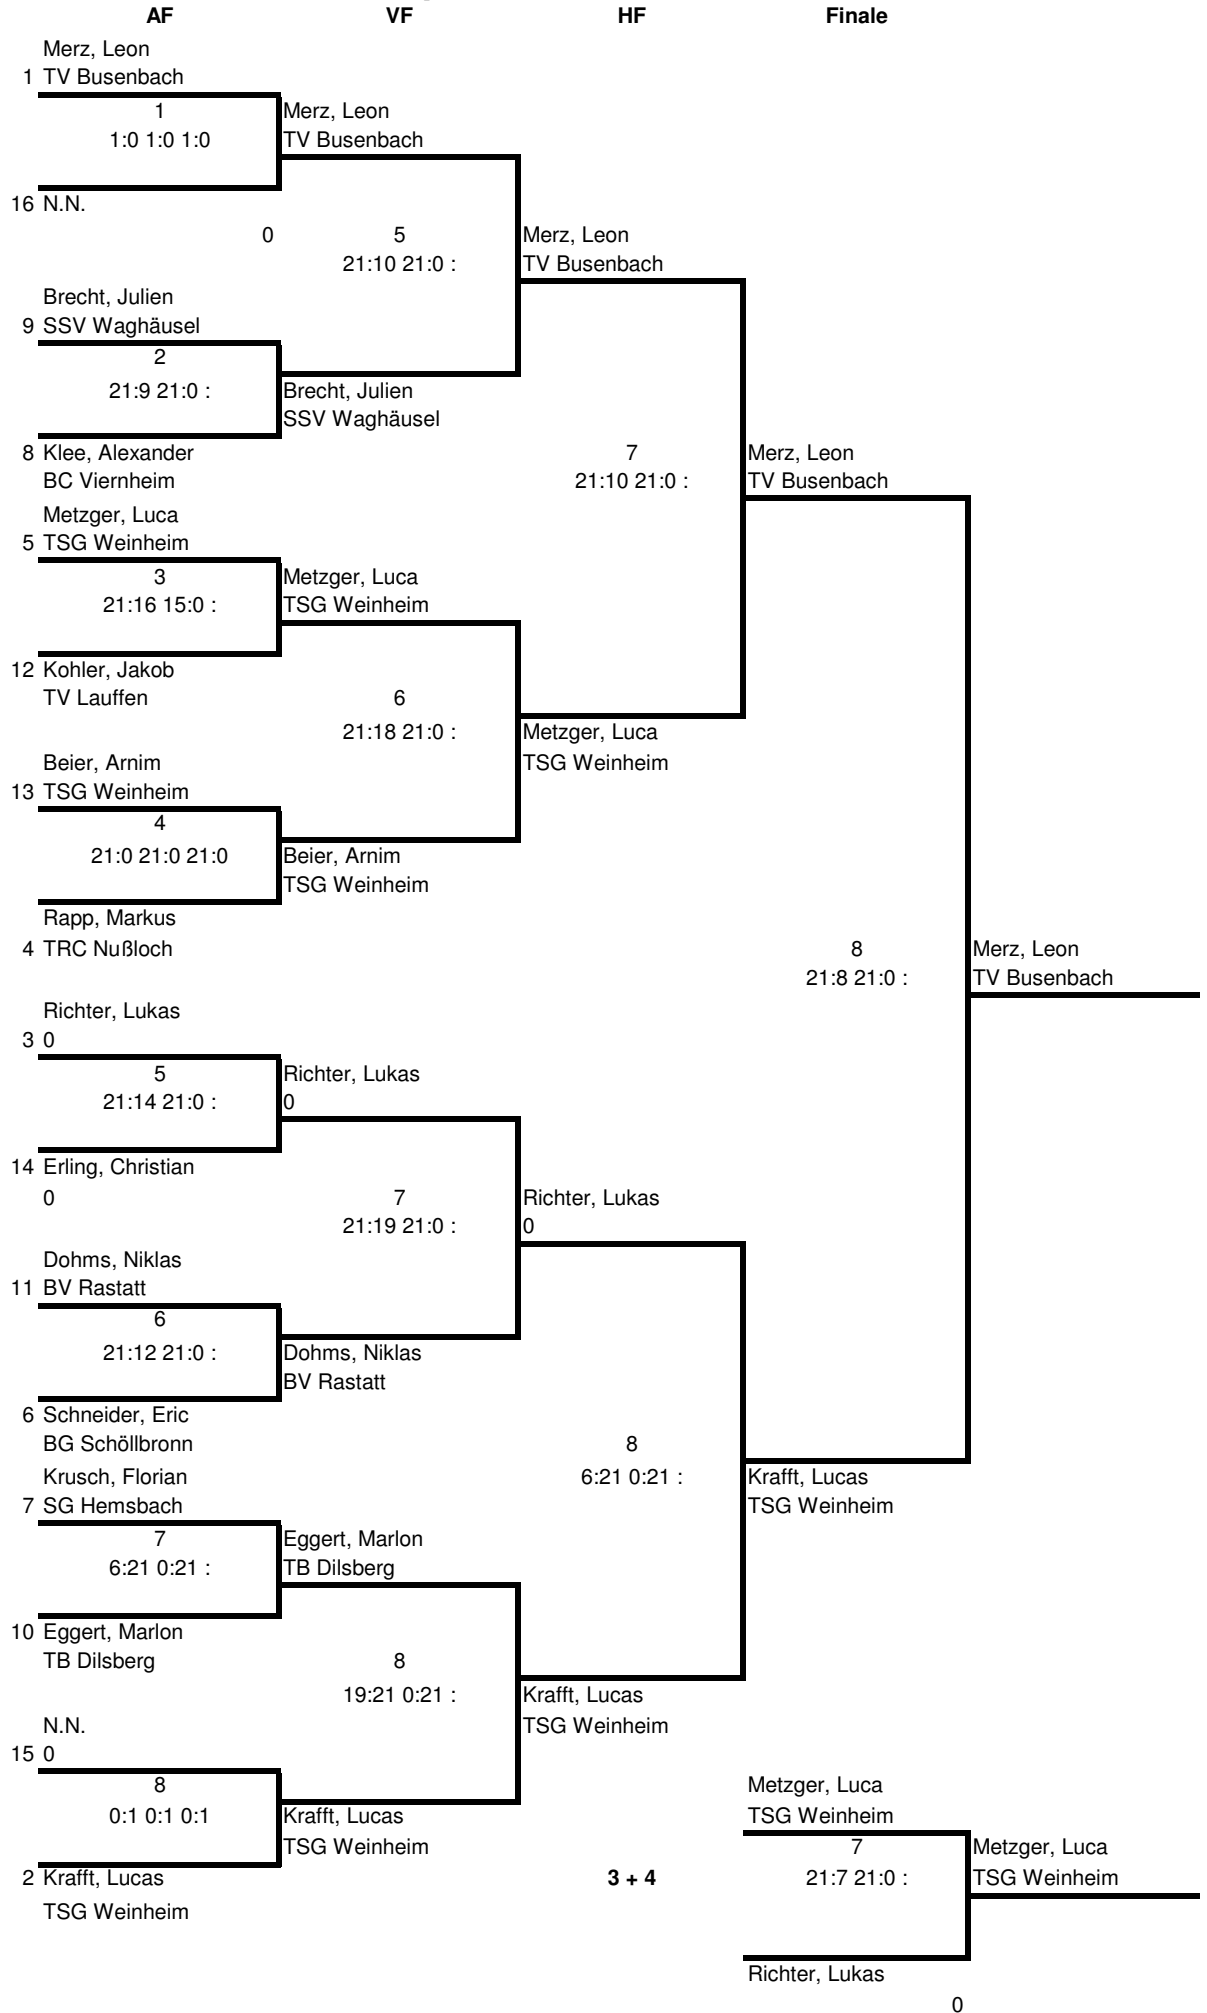 AF VF HF Finale
Merz, Leon
1 TV Busenbach
1 Merz, Leon
1:0 1:0 1:0 TV Busenbach
16 N.N.
0 5 Merz, Leon
21:10 21:0 : TV Busenbach
Brecht, Julien
9 SSV Waghäusel
2
21:9 21:0 : Brecht, Julien
SSV Waghäusel
8 Klee, Alexander 7 Merz, Leon
BC Viernheim 21:10 21:0 : TV Busenbach
Metzger, Luca
5 TSG Weinheim
3 Metzger, Luca
21:16 15:0 : TSG Weinheim
12 Kohler, Jakob
TV Lauffen 6
21:18 21:0 : Metzger, Luca
Beier, Arnim TSG Weinheim
13 TSG Weinheim
4
21:0 21:0 21:0 Beier, Arnim
TSG Weinheim
Rapp, Markus
4 TRC Nußloch 8 Merz, Leon
21:8 21:0 : TV Busenbach
Richter, Lukas
3 0
5 Richter, Lukas
21:14 21:0 : 0
14 Erling, Christian
0 7 Richter, Lukas
21:19 21:0 : 0
Dohms, Niklas
11 BV Rastatt
6
21:12 21:0 : Dohms, Niklas
BV Rastatt
6 Schneider, Eric
BG Schöllbronn 8
Krusch, Florian 6:21 0:21 : Krafft, Lucas
7 SG Hemsbach TSG Weinheim
7 Eggert, Marlon
6:21 0:21 : TB Dilsberg
10 Eggert, Marlon
TB Dilsberg 8
19:21 0:21 : Krafft, Lucas
N.N. TSG Weinheim
15 0
8 Metzger, Luca
0:1 0:1 0:1 Krafft, Lucas TSG Weinheim
TSG Weinheim 7 Metzger, Luca
2 Krafft, Lucas 3 + 4 21:7 21:0 : TSG Weinheim
TSG Weinheim
Richter, Lukas
0